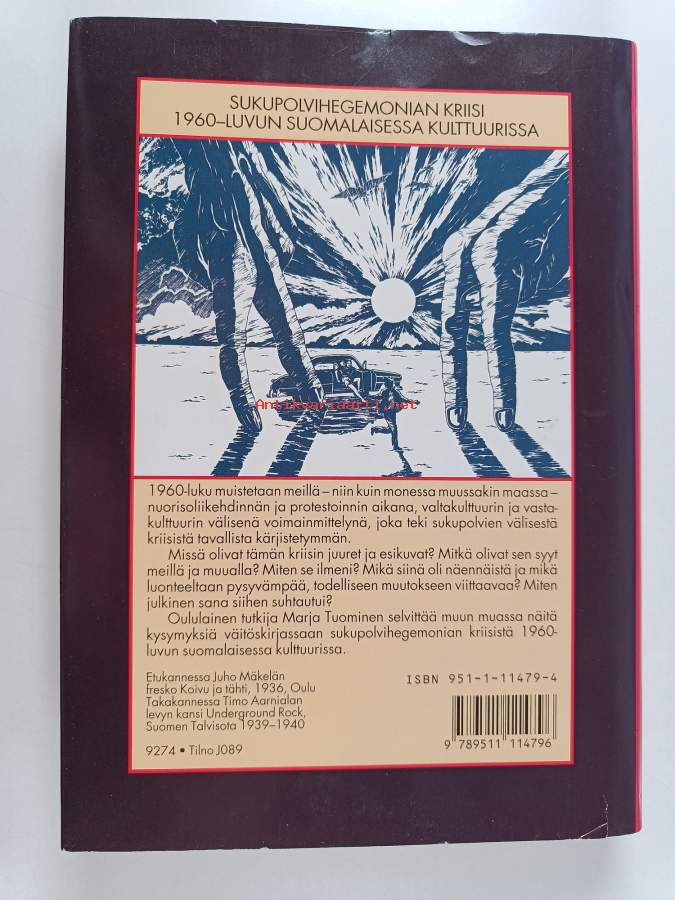 SUKUPOLVIHEGEMONIAN KRIISI
1960–LUVUN SUOMALAISESSA KULTTUURISSA
Antikvariaatti.net
1960-luku muistetaan meillä – niin kuin monessa muussakin maassa –
nuorisoliikehdinnän ja protestoinnin aikana, valtakulttuurin ja vasta-
kulttuurin välisenä voimainmittelynä, joka teki sukupolvien välisestä
kriisistä tavallista kärjistetymmän.
Missä olivat tämän kriisin juuret ja esikuvat? Mitkä olivat sen syyt
meillä ja muualla? Miten se ilmeni? Mikä siinä oli näennäistä ja mikä
luonteeltaan pysyvämpää, todelliseen muutokseen viittaavaa? Miten
julkinen sana siihen suhtautui?
Oululainen tutkija Marja Tuominen selvittää muun muassa näitä
kysymyksiä väitöskirjassaan sukupolvihegemonian kriisistä 1960-
luvun suomalaisessa kulttuurissa.
Etukannessa Juho Mäkelän
fresko Koivu ja tähti, 1936, Oulu
Takakannessa Timo Aarnialan
levyn kansi Underground Rock,
Suomen Talvisota 1939–1940
9274 • Tilno J089
ISBN 951-1-11479-4
9 789511 114796